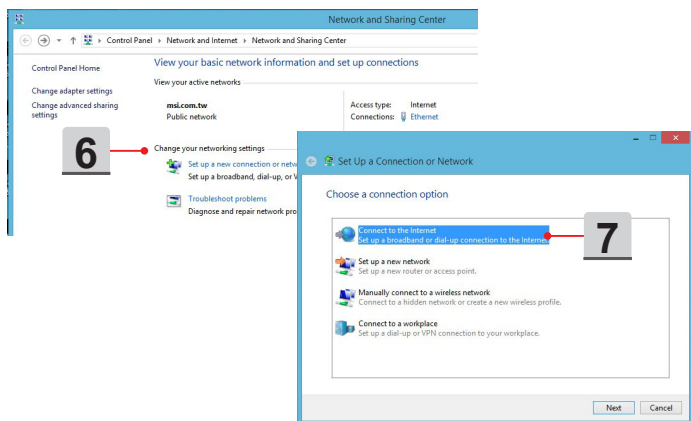 Network and Sharing Center
Control Panel
Network and Internet
Network and Sharing Center
Control Panel Home
Change adapter settings
Change advanced sharing
settings
View your basic network information and set up connections
View your active networks
msi.com.tw
Public network
Access type: Internet
Connections: Ethernet
6
Change your networking settings
Set up a new connection or
Set up a broadband, dial-up, or
Troubleshoot problems
Diagnose and repair network
Set Up a Connection or Network
Choose a connection option
Connect to the Internet
Set up a broadband or dial-up connection to the Internet.
7
Set up a new network
Set up a new router or access point.
Manually connect to a wireless network
Connect to a hidden network or create a new wireless profile.
Connect to a workplace
Set up a dial-up or VPN connection to your workplace.
Next Cancel